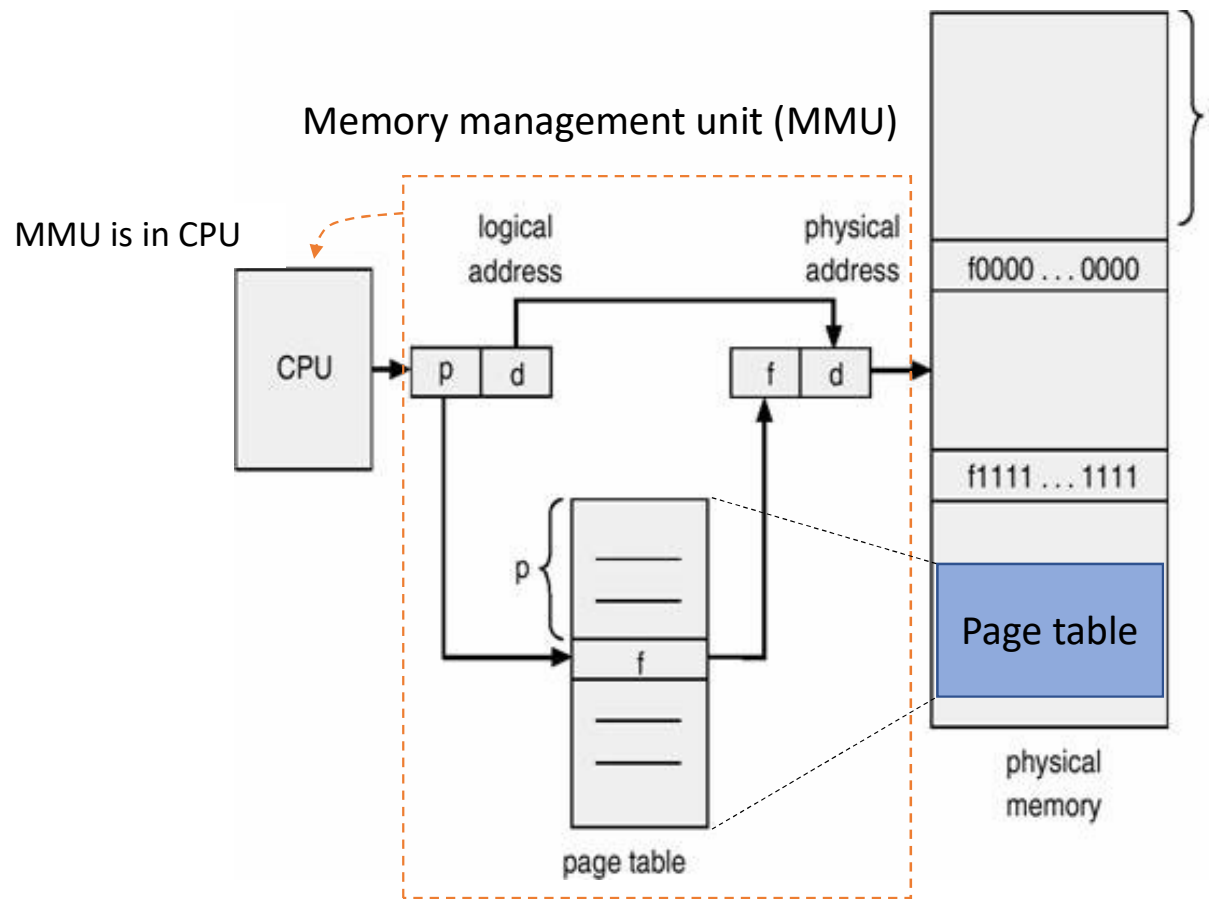 Memory management unit (MMU)
MMU is in CPU
logical
address
physical
address
CPU
p
d
f
d
p
f
page table
f0000 ... 0000
f1111 ... 1111
Page table
physical
memory